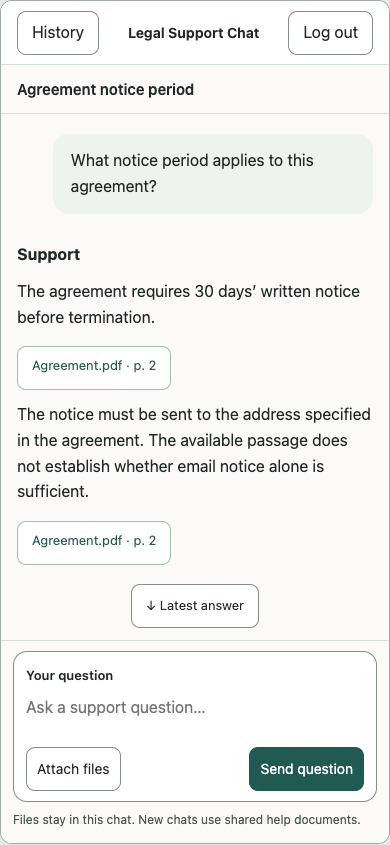 History
Legal Support Chat
Log out
Agreement notice period
What notice period applies to this
agreement?
Support
The agreement requires 30 days’ written notice
before termination.
Agreement.pdf · p. 2
The notice must be sent to the address specified
in the agreement. The available passage does
not establish whether email notice alone is
sufficient.
Agreement.pdf · p. 2
↓ Latest answer
Your question
Ask a support question...
Attach files
Send question
Files stay in this chat. New chats use shared help documents.